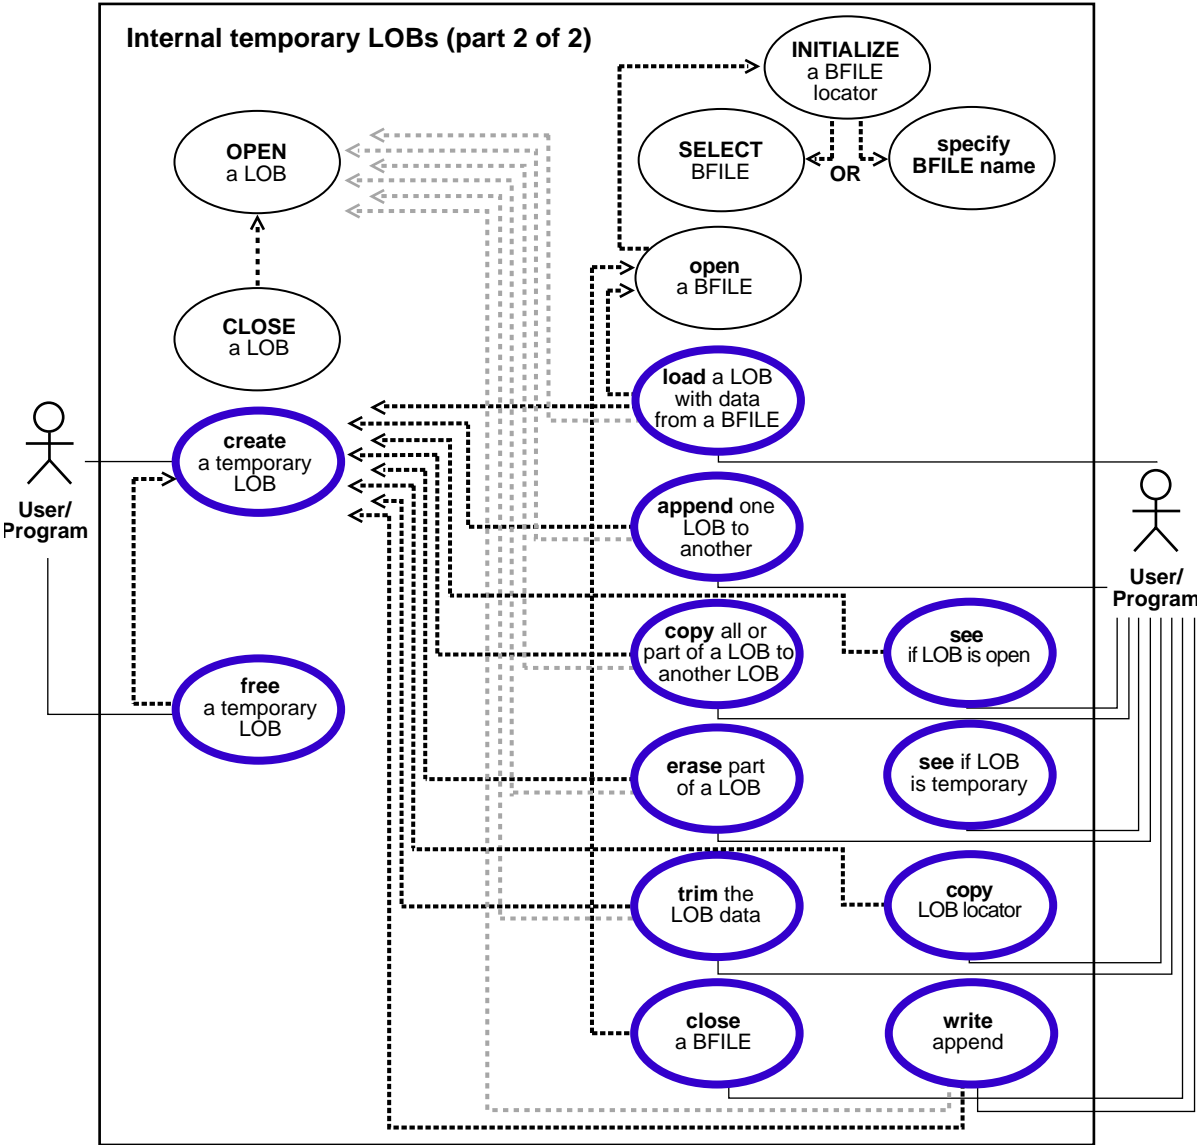 Internal temporary LOBs (part 2 of 2)
INITIALIZE
a BFILE
locator
OPEN
a LOB
SELECT
BFILE
OR
specify
BFILE name
open
a BFILE
CLOSE
a LOB
load a LOB
with data
from a BFILE
create
a temporary
LOB
User/
Program
append one
LOB to
another
User/
Program
copy all or
part of a LOB to
another LOB
see
if LOB is open
free
a temporary
LOB
erase part
of a LOB
see if LOB
is temporary
trim the
LOB data
copy
LOB locator
close
a BFILE
write
append